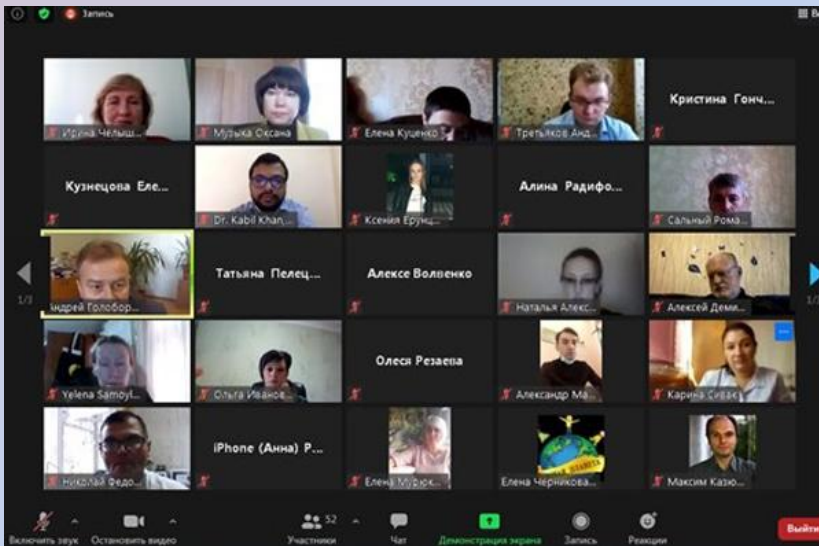 Запись
Ирина Челыш...
Музыка Оксана
Елена Куценко
Третьяков Анд...
Кристина Гонч...
Кузнецова Еле...
Dr. Kabil Khan,...
Ксения Ерунц...
Алина Радифо...
Сальный Рома...
1/3
Андрей Голобор...
Татьяна Пелец...
Алексе Волвенко
Наталья Алекс...
Алексей Деми...
Yelena Samoyl...
Ольга Иванов...
Олеся Резаева
Александр Ма...
Карина Сивак
Николай Федо...
iPhone (Анна) Р...
Елена Мурюк...
Елена Черникова...
Максим Казю...
Включить звук
Остановить видео
52
Участники
Чат
Демонстрация экрана
Запись
Реакции
Выйти